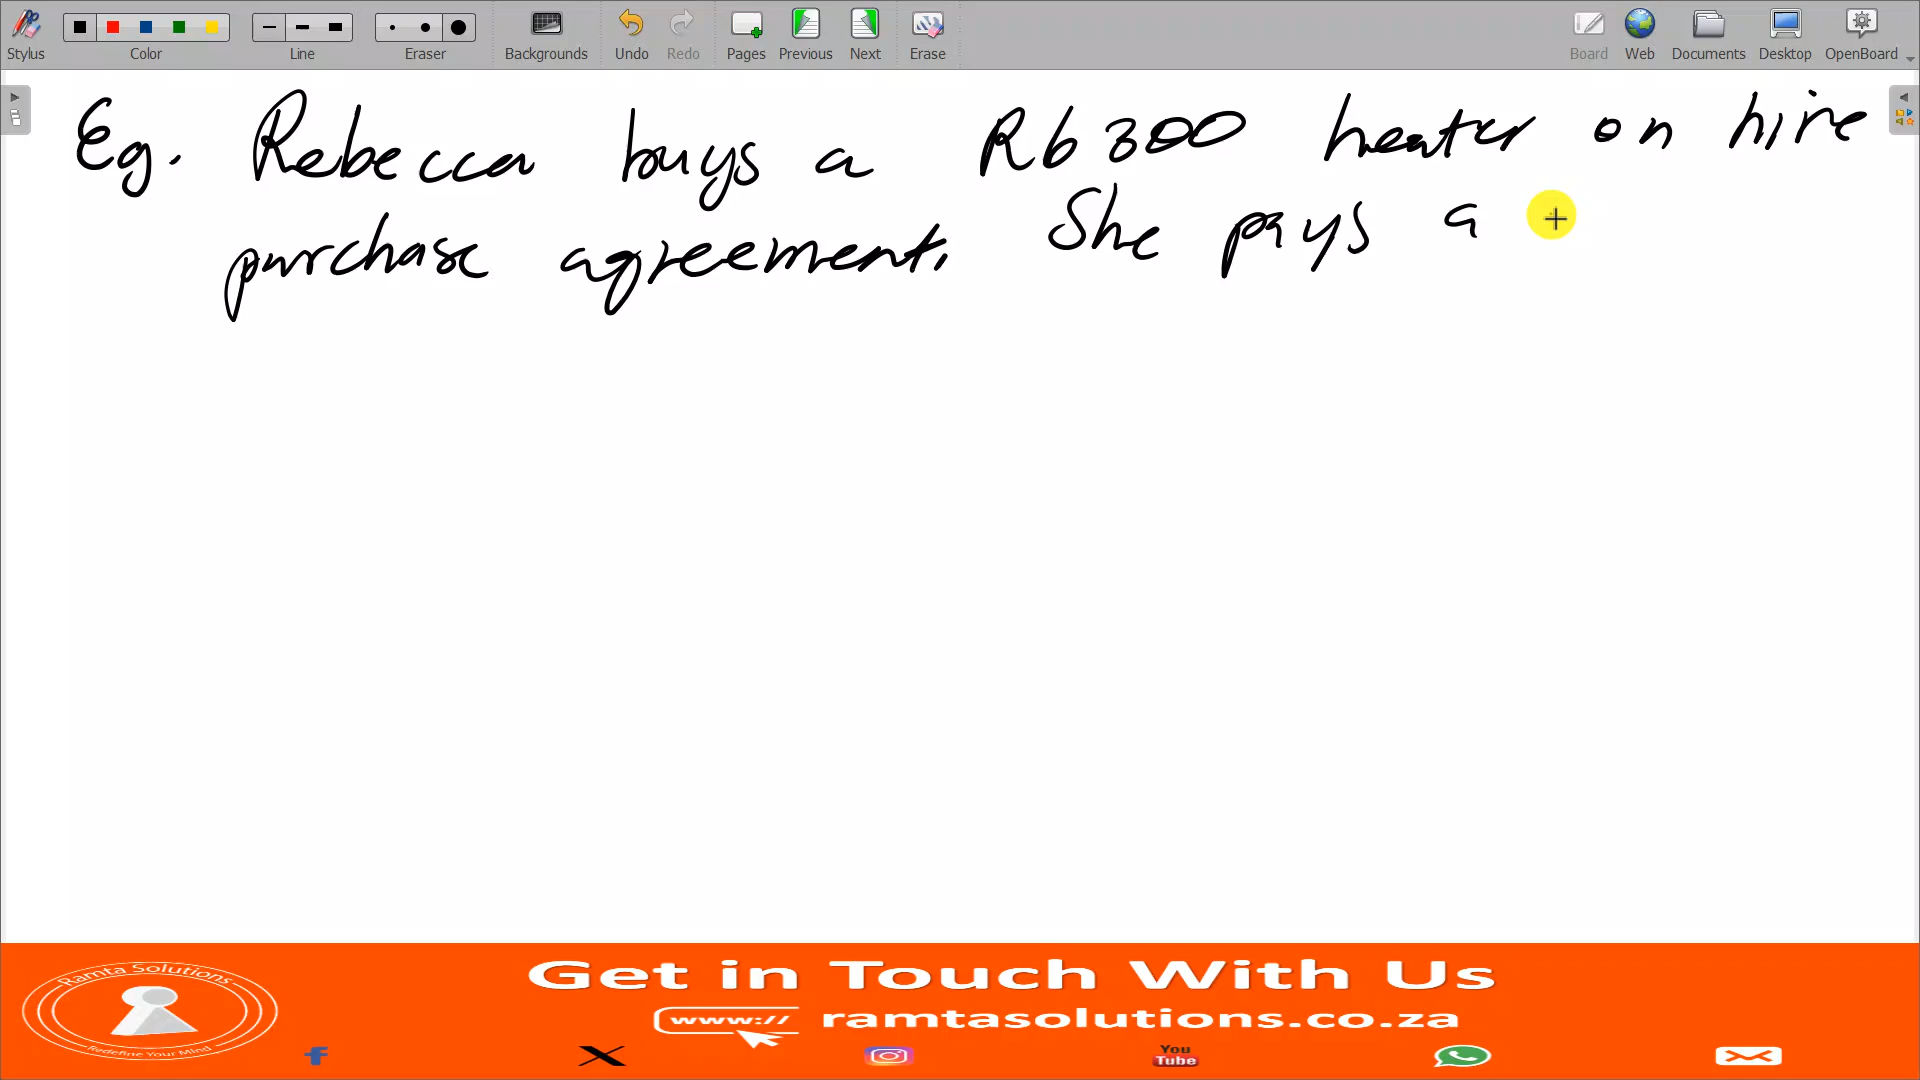 Stylus Color Line Eraser Backgrounds Undo Redo Pages Previous Next Erase Board Web Documents Desktop OpenBoard
Eg. Rebecca buys a R6300 heater on hire
purchase agreement. She pays a
Get in Touch With Us
www:// ramtasolutions.co.za
Ramta Solutions
Redefine Your Mind
You
Tube